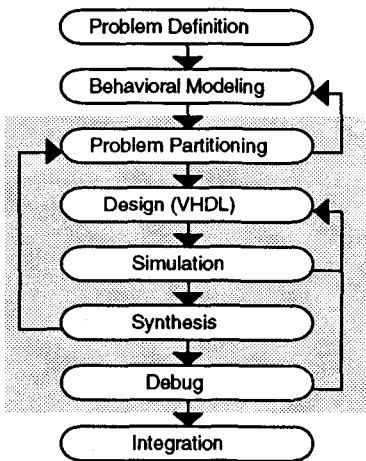 Problem Definition
Behavioral Modeling
Problem Partitioning
Design (VHDL)
Simulation
Synthesis
Debug
Integration